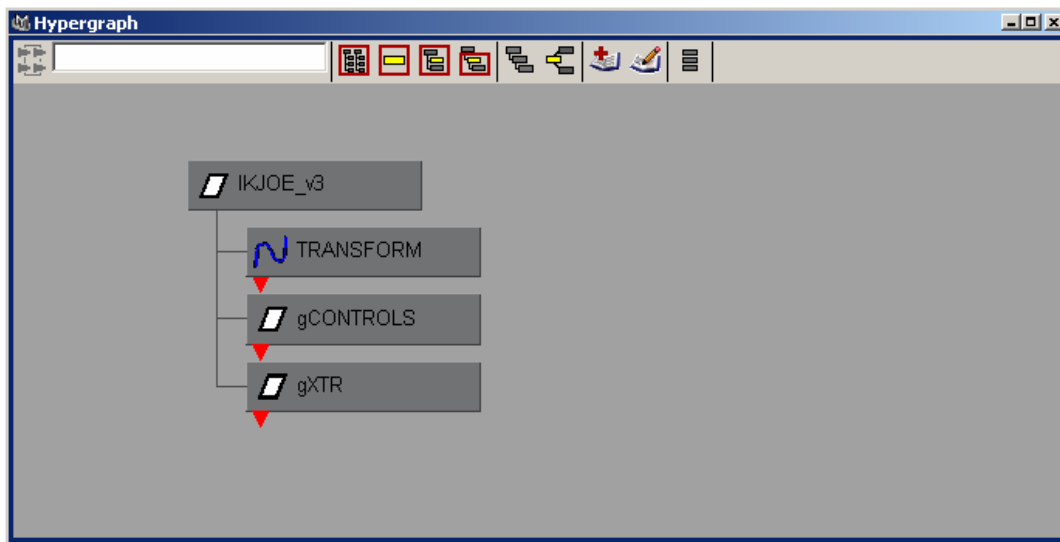 Hypergraph
IKJOE_v3
TRANSFORM
gCONTROLS
gXTR